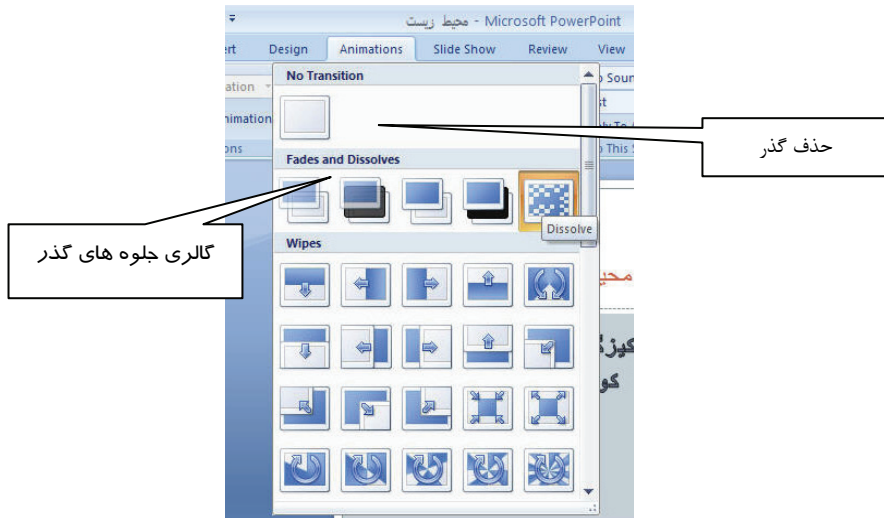 محیط زیست - Microsoft PowerPoint
Design Animations Slide Show Review View
No Transition
حذف گذر
Fades and Dissolves
Dissolve
گالری جلوه های گذر
Wipes